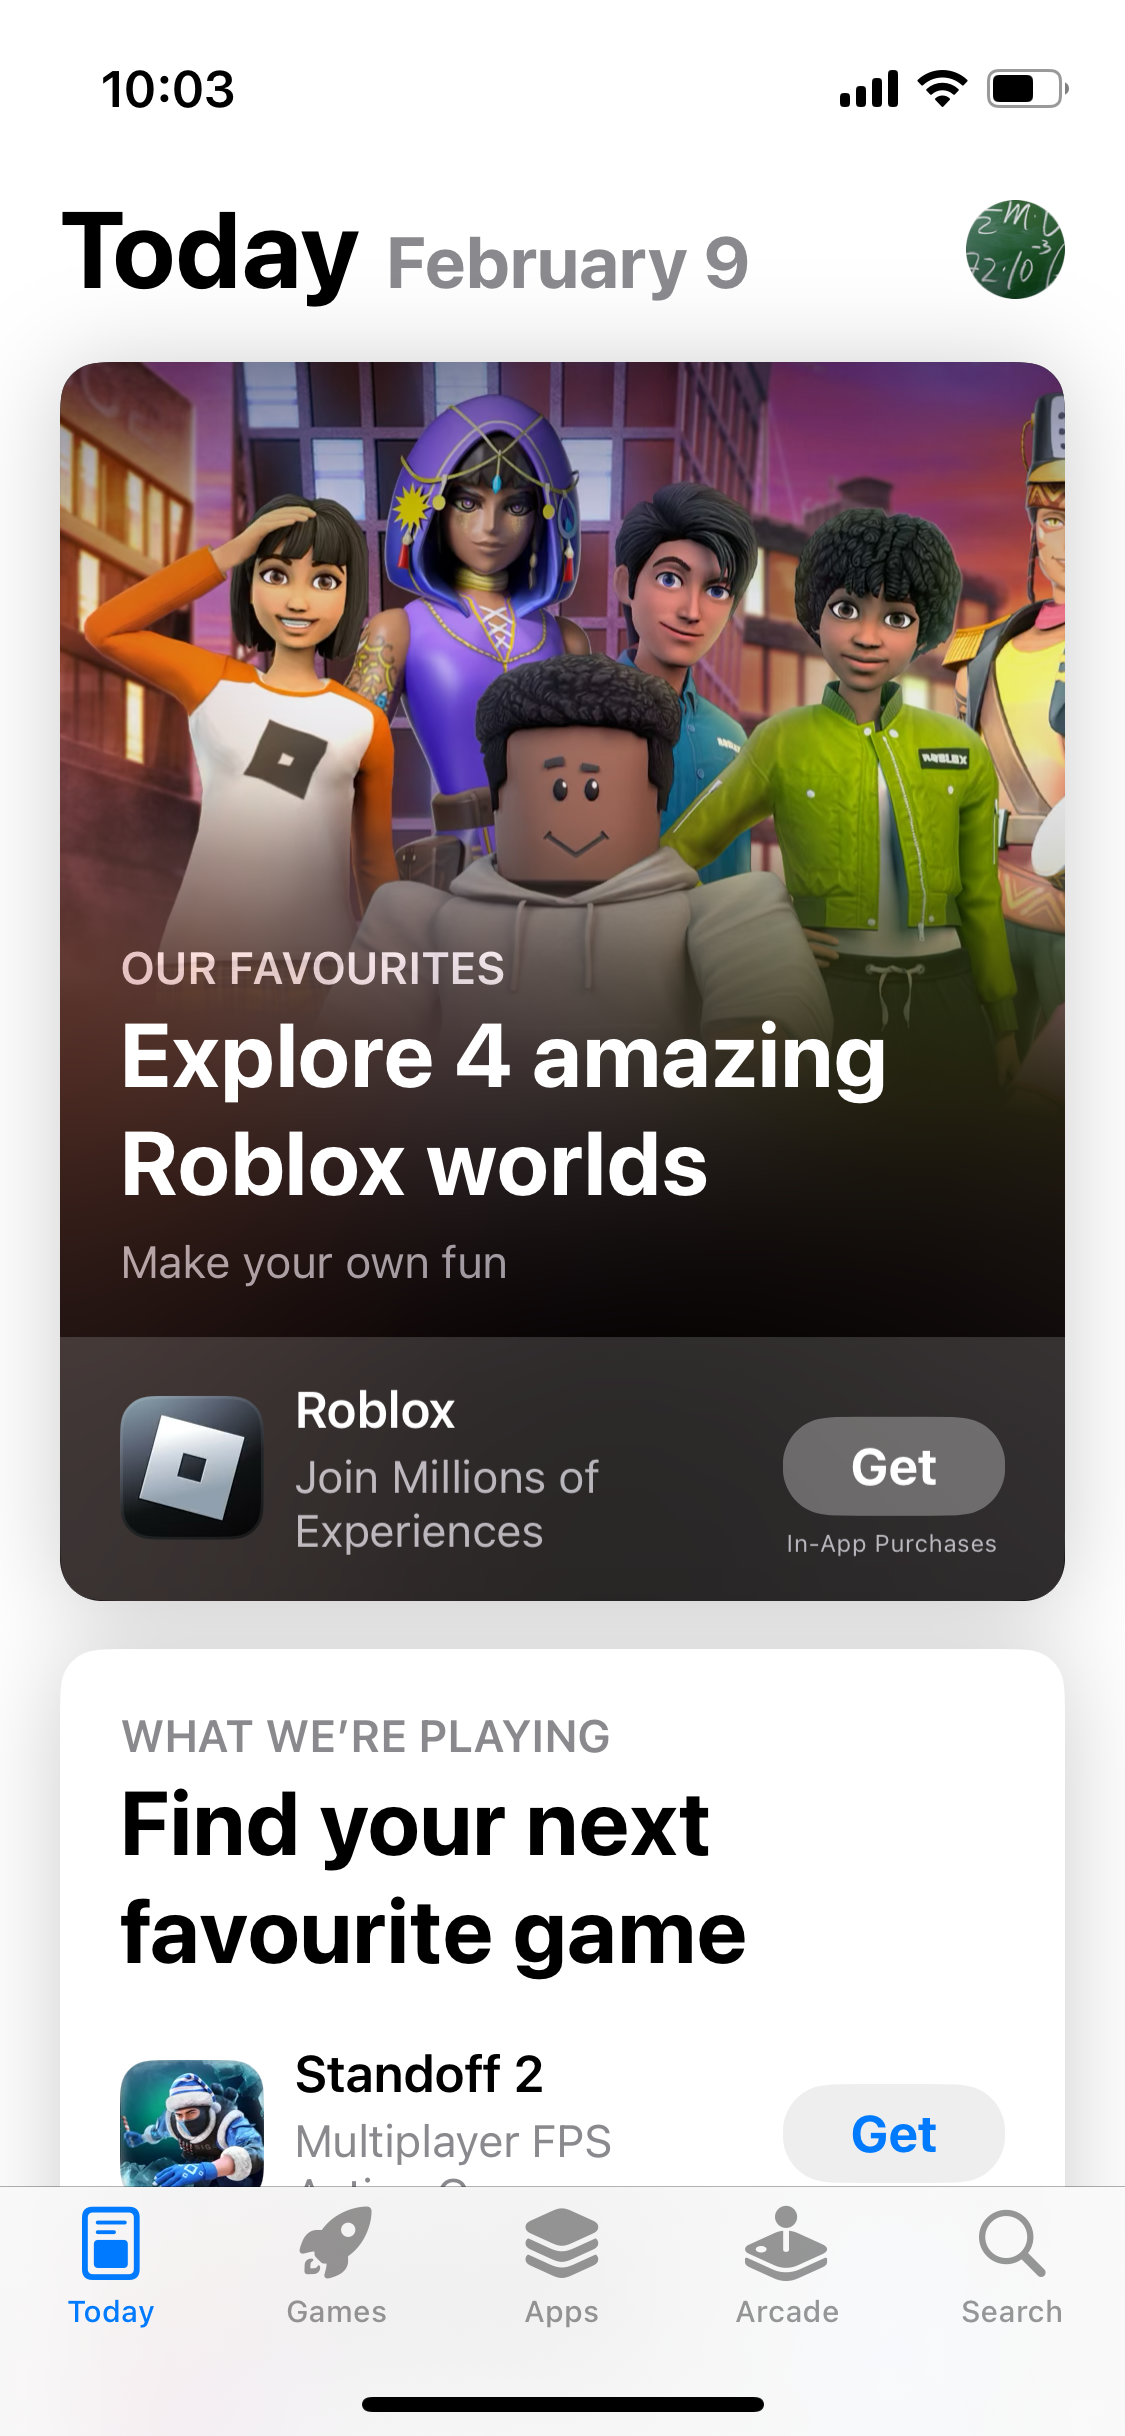 10:03
Today February 9
OUR FAVOURITES
Explore 4 amazing
Roblox worlds
Make your own fun
Roblox
Join Millions of
Experiences
Get
In-App Purchases
WHAT WE’RE PLAYING
Find your next
favourite game
Standoff 2
Multiplayer FPS
Get
Today
Games
Apps
Arcade
Search